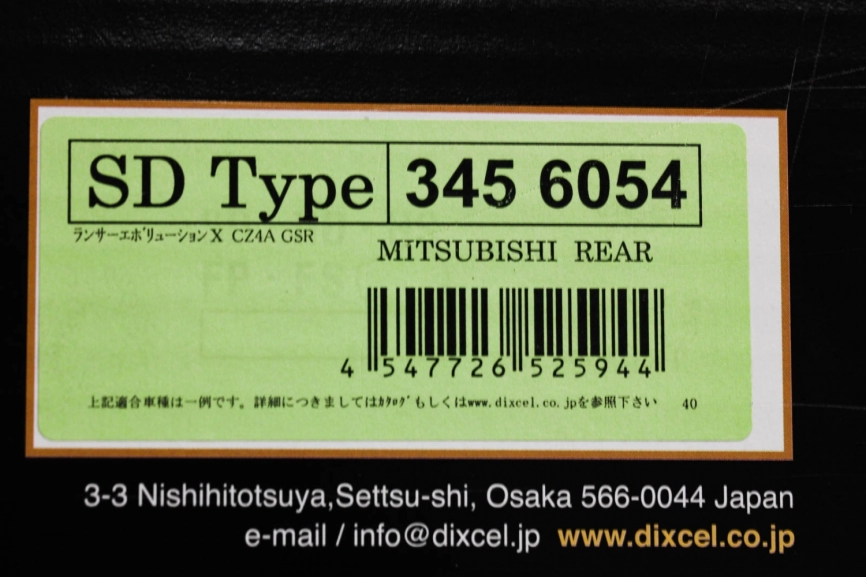 SD Type 345 6054
ランサーエボリューションX CZ4A GSR
MITSUBISHI REAR
4 547726 525944
上記適合車種は一例です。詳細につきましてはｶﾀﾛｸﾞもしくはwww.dixcel.co.jpを参照下さい 40
3-3 Nishihitotsuya,Settsu-shi, Osaka 566-0044 Japan
e-mail / info@dixcel.jp www.dixcel.co.jp